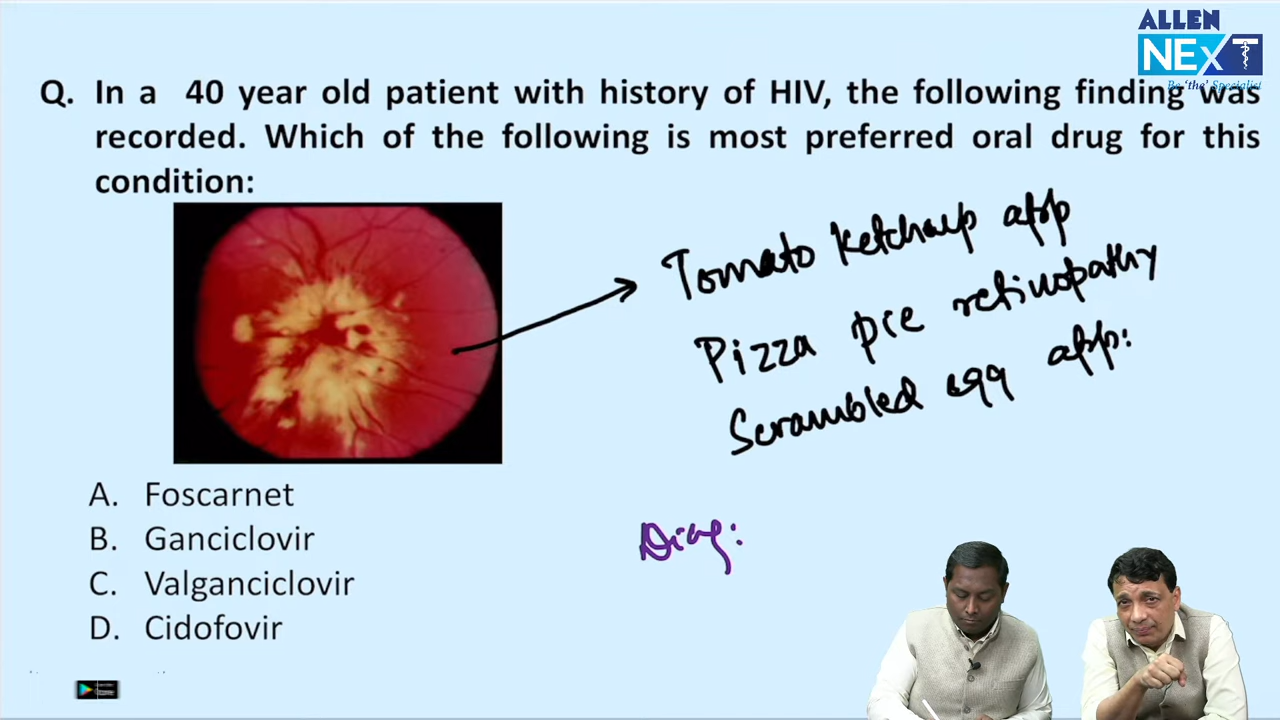 ALLEN
NEXT
Be 'the' Specialist
Q. In a 40 year old patient with history of HIV, the following finding was
recorded. Which of the following is most preferred oral drug for this
condition:
Tomato ketchup app
Pizza pie retinopathy
Scrambled egg app:
A. Foscarnet
B. Ganciclovir
C. Valganciclovir
D. Cidofovir
Diag: